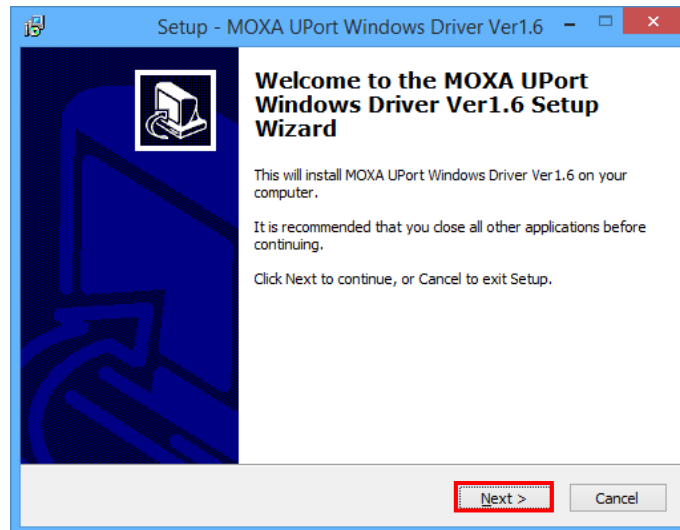 Setup - MOXA UPort Windows Driver Ver1.6
Welcome to the MOXA UPort
Windows Driver Ver1.6 Setup
Wizard
This will install MOXA UPort Windows Driver Ver1.6 on your
computer.
It is recommended that you close all other applications before
continuing.
Click Next to continue, or Cancel to exit Setup.
Next >
Cancel